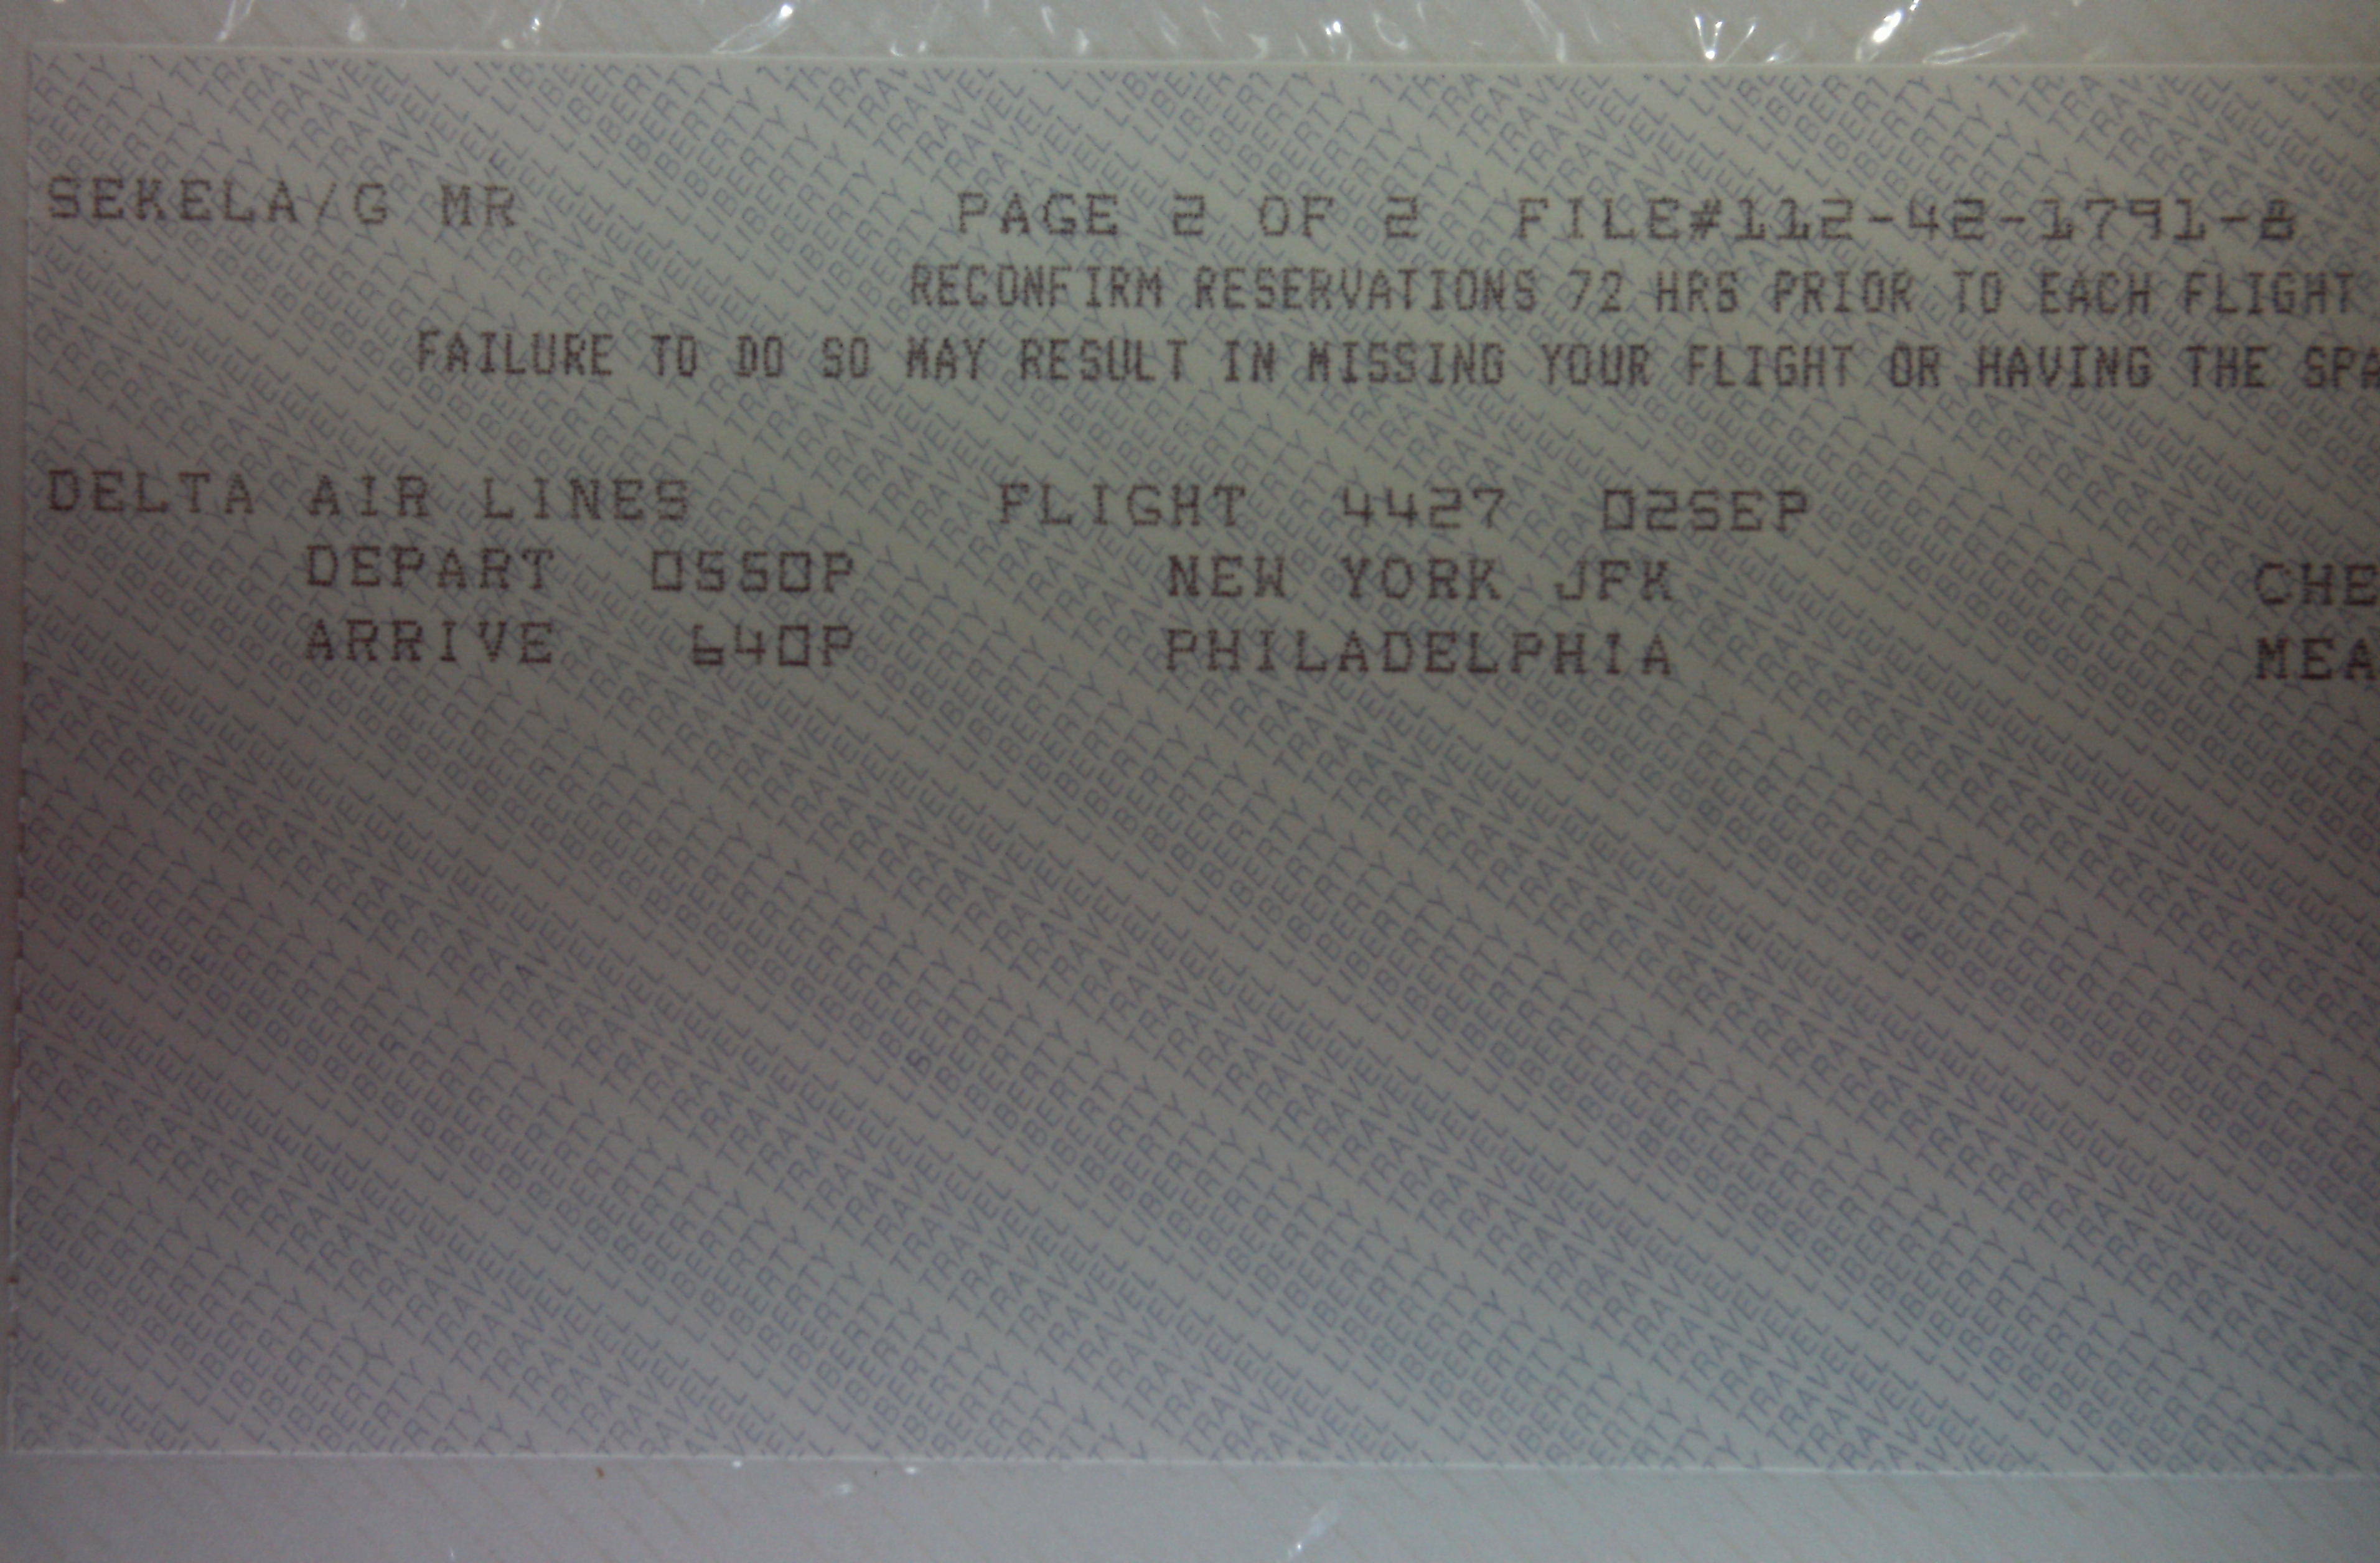 SEKELA/G MR PAGE 2 OF 2 FILE#112-42-1791-8
RECONFIRM RESERVATIONS 72 HRS PRIOR TO EACH FLIGHT
FAILURE TO DO SO MAY RESULT IN MISSING YOUR FLIGHT OR HAVING THE SPA
DELTA AIR LINES FLIGHT 4427 02SEP
DEPART 0550P NEW YORK JFK CHE
ARRIVE 640P PHILADELPHIA MEA
LIBERTY TRAVEL